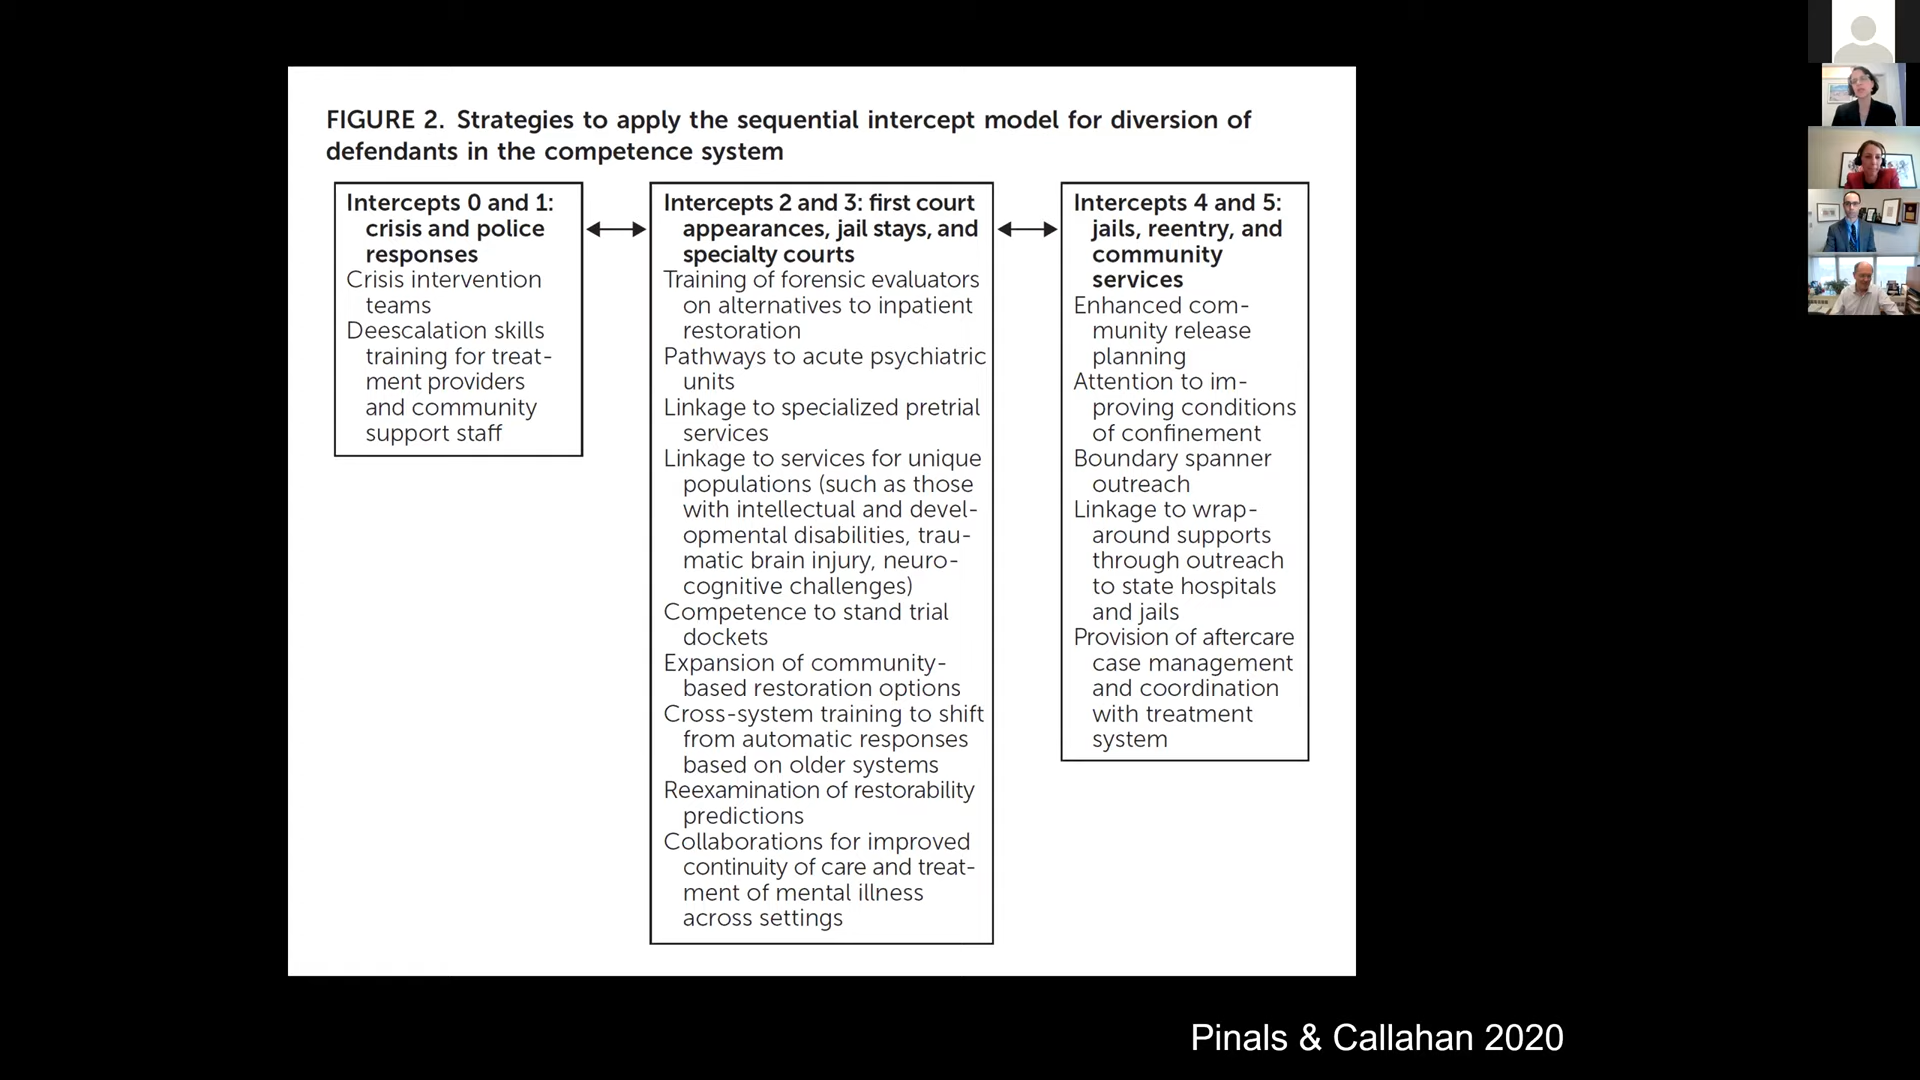 FIGURE 2. Strategies to apply the sequential intercept model for diversion of
defendants in the competence system
Intercepts 0 and 1:
crisis and police
responses
Crisis intervention
teams
Deescalation skills
training for treat-
ment providers
and community
support staff
Intercepts 2 and 3: first court
appearances, jail stays, and
specialty courts
Training of forensic evaluators
on alternatives to inpatient
restoration
Pathways to acute psychiatric
units
Linkage to specialized pretrial
services
Linkage to services for unique
populations (such as those
with intellectual and devel-
opmental disabilities, trau-
matic brain injury, neuro-
cognitive challenges)
Competence to stand trial
dockets
Expansion of community-
based restoration options
Cross-system training to shift
from automatic responses
based on older systems
Reexamination of restorability
predictions
Collaborations for improved
continuity of care and treat-
ment of mental illness
across settings
Intercepts 4 and 5:
jails, reentry, and
community
services
Enhanced com-
munity release
planning
Attention to im-
proving conditions
of confinement
Boundary spanner
outreach
Linkage to wrap-
around supports
through outreach
to state hospitals
and jails
Provision of aftercare
case management
and coordination
with treatment
system
Pinals & Callahan 2020